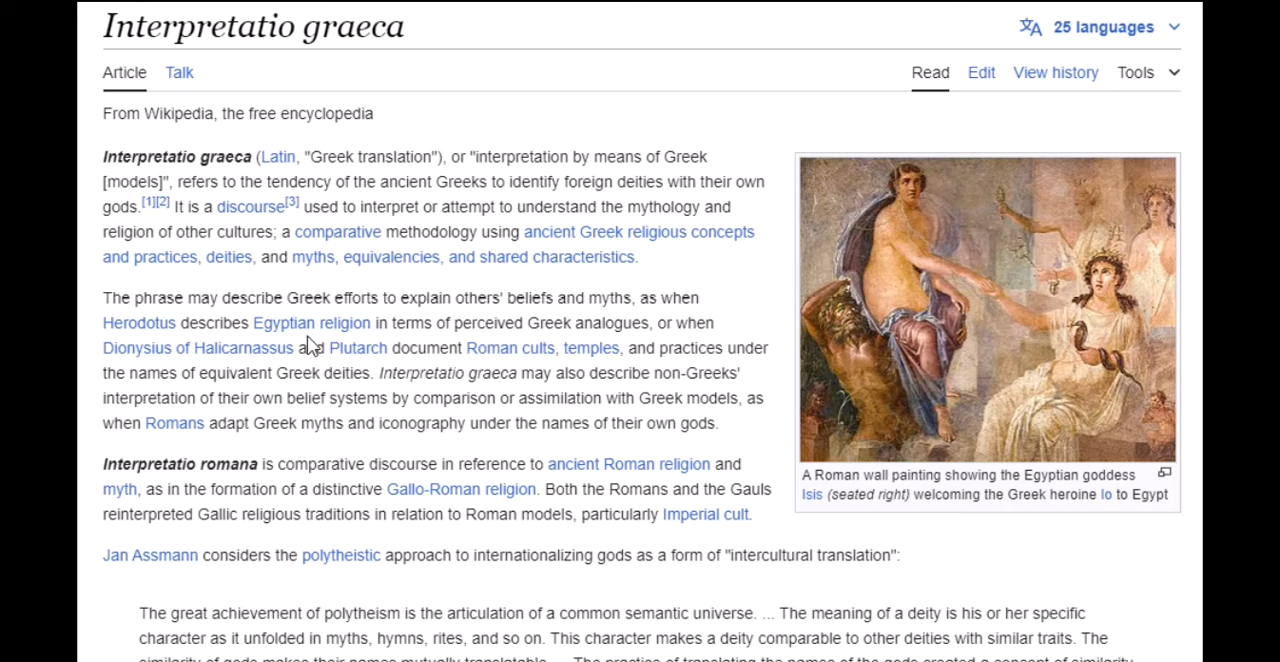 Interpretatio graeca
25 languages
Article Talk
Read Edit View history Tools
From Wikipedia, the free encyclopedia
Interpretatio graeca (Latin, "Greek translation"), or "interpretation by means of Greek
[models]", refers to the tendency of the ancient Greeks to identify foreign deities with their own
gods.[1][2] It is a discourse[3] used to interpret or attempt to understand the mythology and
religion of other cultures; a comparative methodology using ancient Greek religious concepts
and practices, deities, and myths, equivalencies, and shared characteristics.
The phrase may describe Greek efforts to explain others' beliefs and myths, as when
Herodotus describes Egyptian religion in terms of perceived Greek analogues, or when
Dionysius of Halicarnassus and Plutarch document Roman cults, temples, and practices under
the names of equivalent Greek deities. Interpretatio graeca may also describe non-Greeks'
interpretation of their own belief systems by comparison or assimilation with Greek models, as
when Romans adapt Greek myths and iconography under the names of their own gods.
Interpretatio romana is comparative discourse in reference to ancient Roman religion and
myth, as in the formation of a distinctive Gallo-Roman religion. Both the Romans and the Gauls
reinterpreted Gallic religious traditions in relation to Roman models, particularly Imperial cult.
A Roman wall painting showing the Egyptian goddess
Isis (seated right) welcoming the Greek heroine Io to Egypt
Jan Assmann considers the polytheistic approach to internationalizing gods as a form of "intercultural translation":
The great achievement of polytheism is the articulation of a common semantic universe. ... The meaning of a deity is his or her specific
character as it unfolded in myths, hymns, rites, and so on. This character makes a deity comparable to other deities with similar traits. The
similarity of gods makes their names mutually translatable. ... The practice of translating the names of the gods created a concept of similarity